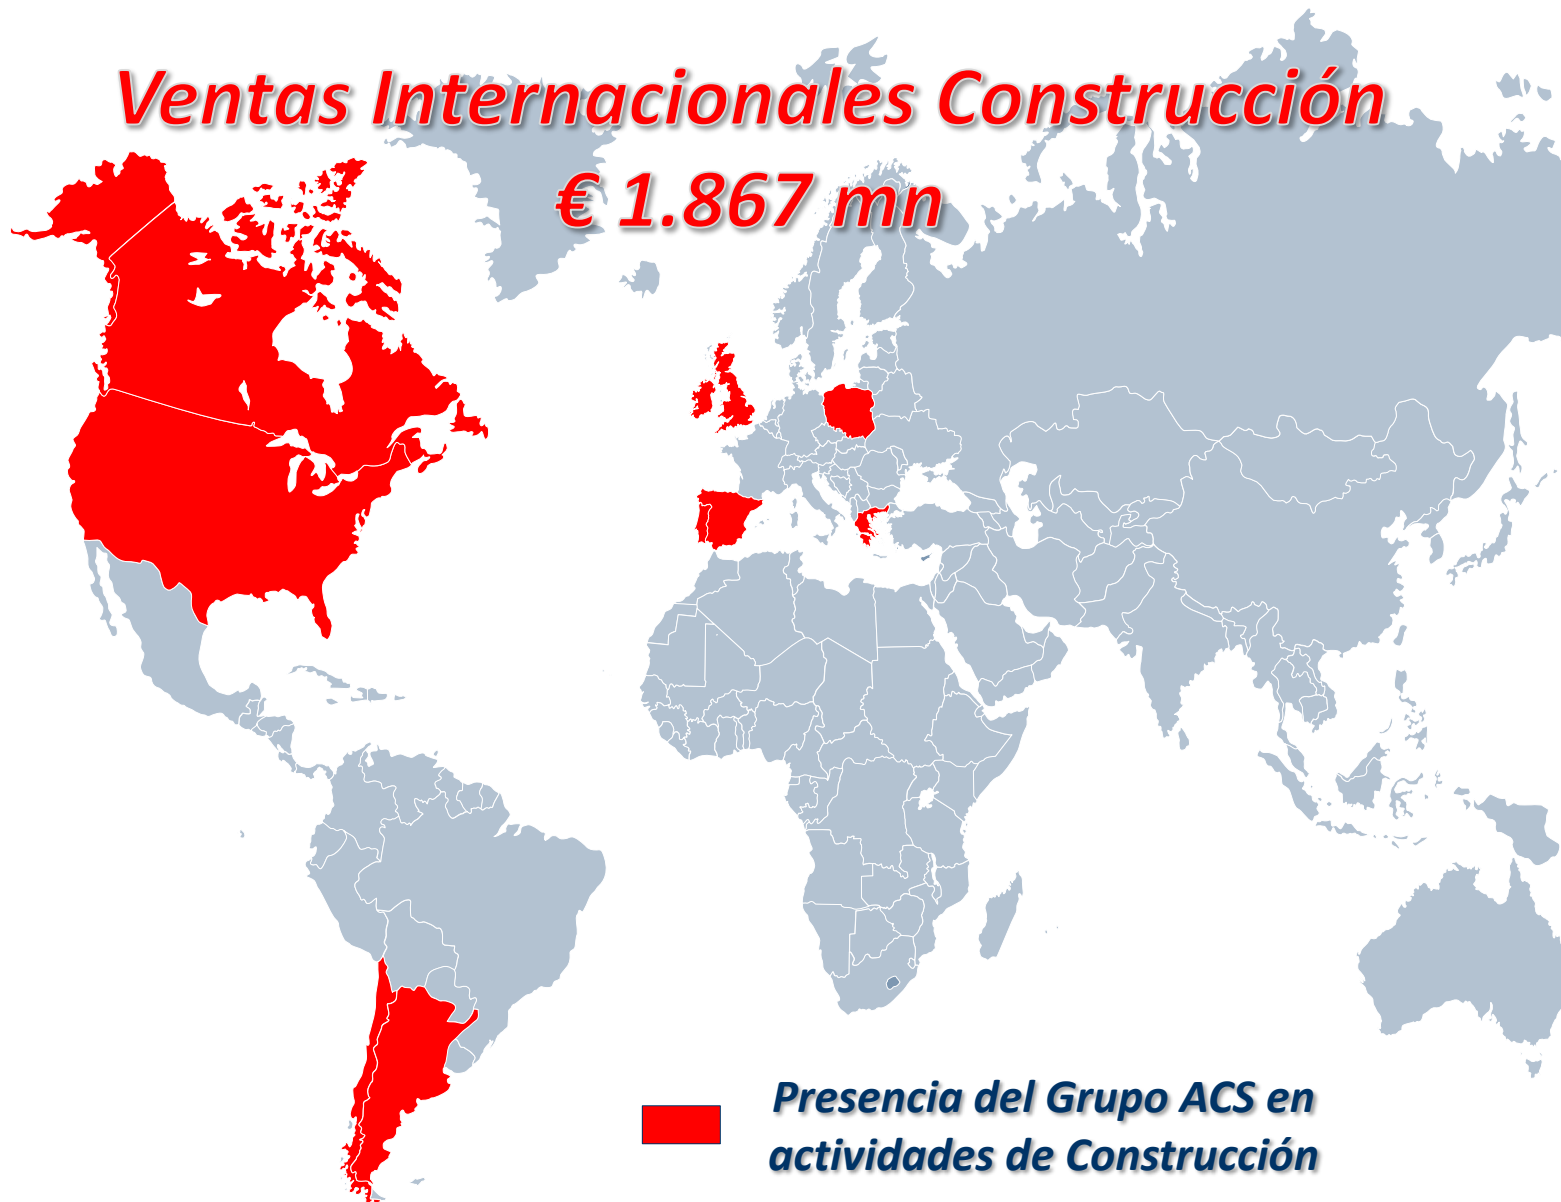 Ventas Internacionales Construcción
€ 1.867 mn
Presencia del Grupo ACS en
actividades de Construcción